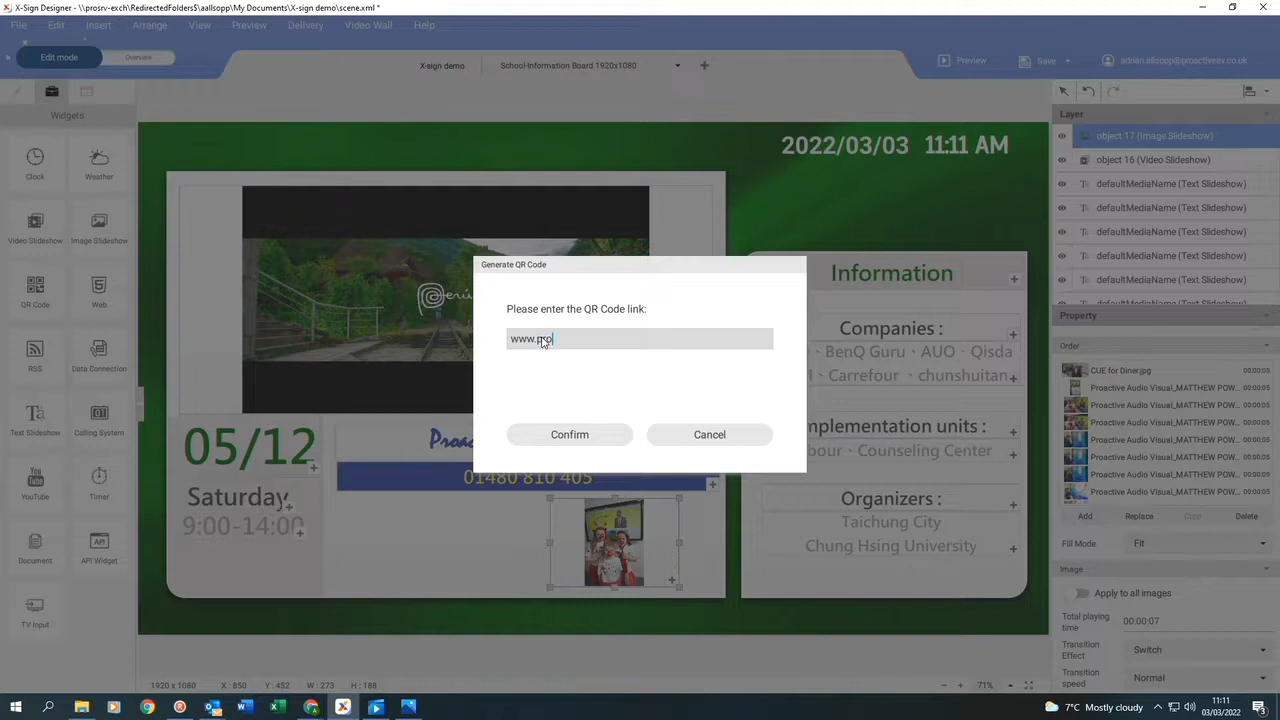 X-Sign Designer - \\prosrv-exch\RedirectedFolders$\aallsopp\My Documents\X-sign demo\scene.xml *
File Edit Insert Arrange View Preview Delivery Video Wall Help
Edit mode Overview X-sign demo School-Information Board 1920x1080 Preview Save adrian.allsopp@proactiveav.co.uk
Widgets
Clock Weather
Video Slideshow Image Slideshow
QR Code Web
RSS Data Connection
Text Slideshow Calling System
YouTube Timer
Document API Widget
TV Input
2022/03/03 11:11 AM
Generate QR Code
Please enter the QR Code link:
www.pro
Confirm Cancel
Information
Companies :
BenQ Guru、AUO、Qisda
Carrefour、chunshuitan
mplementation units :
bour、Counseling Center
Organizers :
Taichung City
Chung Hsing University
05/12
Saturday
9:00-14:00
01480 810 405
Layer
object 17 (Image Slideshow)
object 16 (Video Slideshow)
defaultMediaName (Text Slideshow)
defaultMediaName (Text Slideshow)
defaultMediaName (Text Slideshow)
defaultMediaName (Text Slideshow)
defaultMediaName (Text Slideshow)
Property
Order
CUE for Diner.jpg 00:00:05
Proactive Audio Visual_MATTHEW POW... 00:00:05
Proactive Audio Visual_MATTHEW POW... 00:00:05
Proactive Audio Visual_MATTHEW POW... 00:00:05
Proactive Audio Visual_MATTHEW POW... 00:00:05
Proactive Audio Visual_MATTHEW POW... 00:00:05
Proactive Audio Visual_MATTHEW POW... 00:00:05
Proactive Audio Visual_MATTHEW POW... 00:00:05
Add Replace Crop Delete
Fill Mode Fit
Image
Apply to all images
Total playing time 00:00:07
Transition Effect Switch
Transition speed Normal
1920 x 1080 X : 850 Y : 452 W : 273 H : 188 71%
7°C Mostly cloudy 11:11
03/03/2022